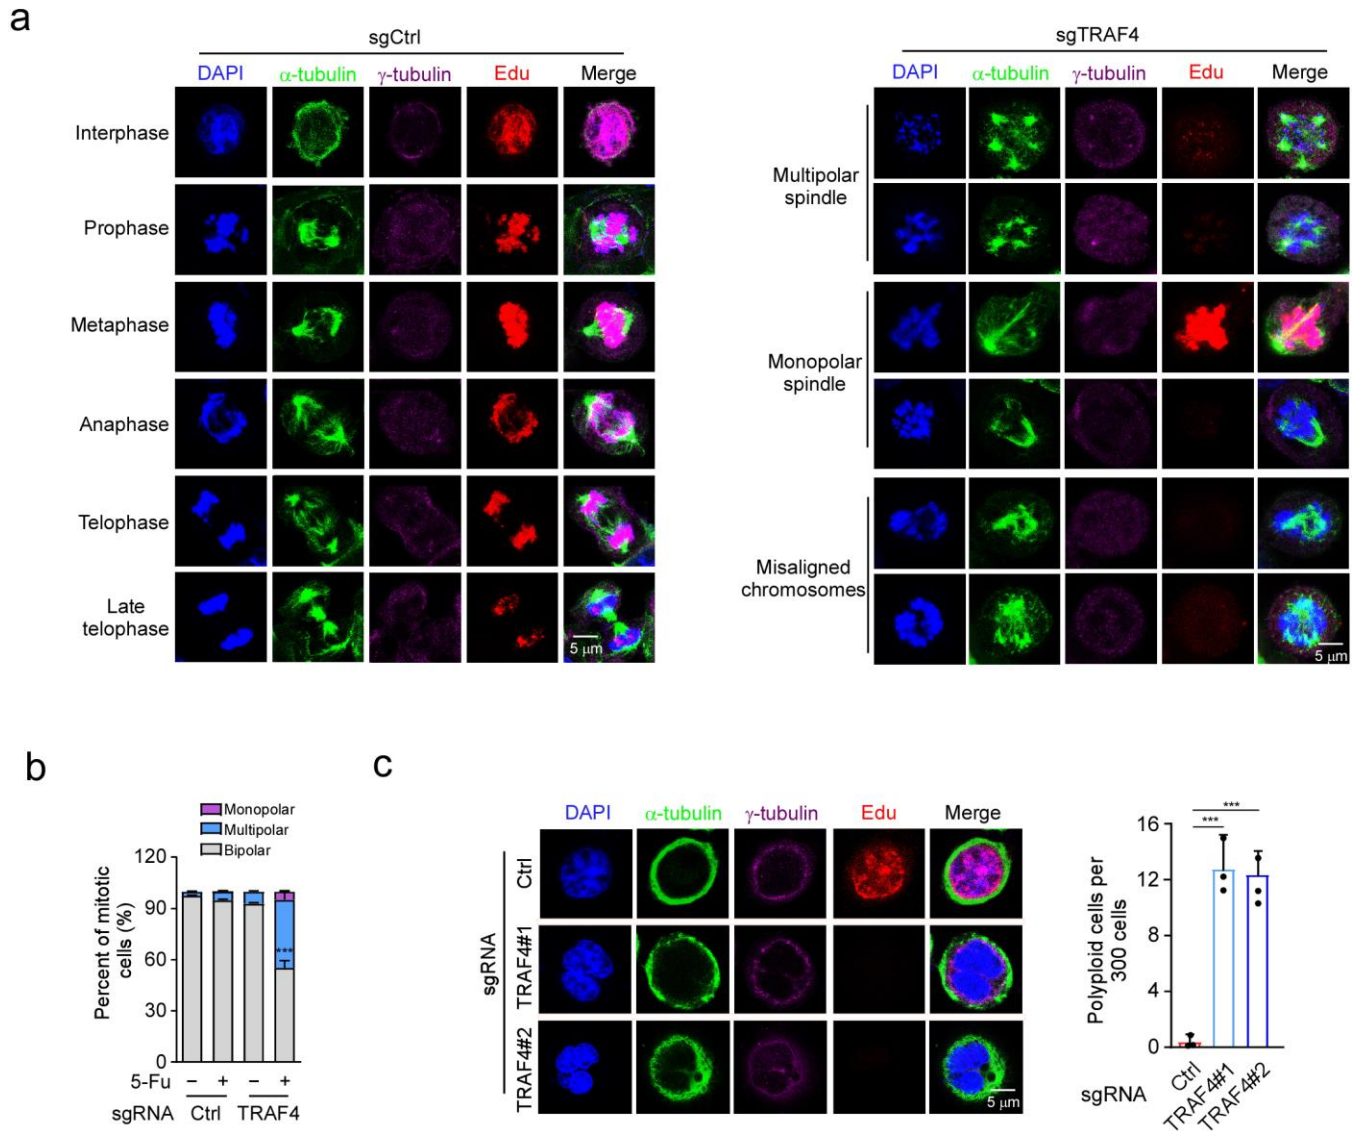 a
sgCtrl
DAPI α-tubulin γ-tubulin Edu Merge
Interphase
Prophase
Metaphase
Anaphase
Telophase
Late
telophase
5 μm
sgTRAF4
DAPI α-tubulin γ-tubulin Edu Merge
Multipolar
spindle
Monopolar
spindle
Misaligned
chromosomes
5 μm
b
Monopolar
Multipolar
Bipolar
Percent of mitotic
cells (%)
120
90
60
30
0
***
5-Fu − + − +
sgRNA Ctrl TRAF4
c
DAPI α-tubulin γ-tubulin Edu Merge
sgRNA
Ctrl
TRAF4#1
TRAF4#2
5 μm
Polyploid cells per
300 cells
16
12
8
4
0
***
***
sgRNA
Ctrl
TRAF4#1
TRAF4#2